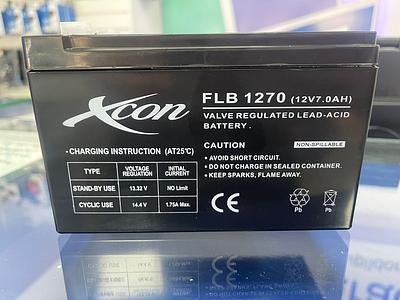 Xcon
FLB 1270 (12V7.0AH)
VALVE REGULATED LEAD-ACID
BATTERY.
• CHARGING INSTRUCTION (AT25℃)
TYPE VOLTAGE REGUATION INITIAL CURRENT
STAND-BY USE 13.32 V NO Limit
CYCLIC USE 14.4 V 1.75A Max.
CAUTION NON-SPILLABLE
• AVOID SHORT CIRCUIT.
• DO NOT CHARGE IN SEALED CONTAINER.
• KEEP SPARKS, FLAME AWAY.
CE
Pb Pb